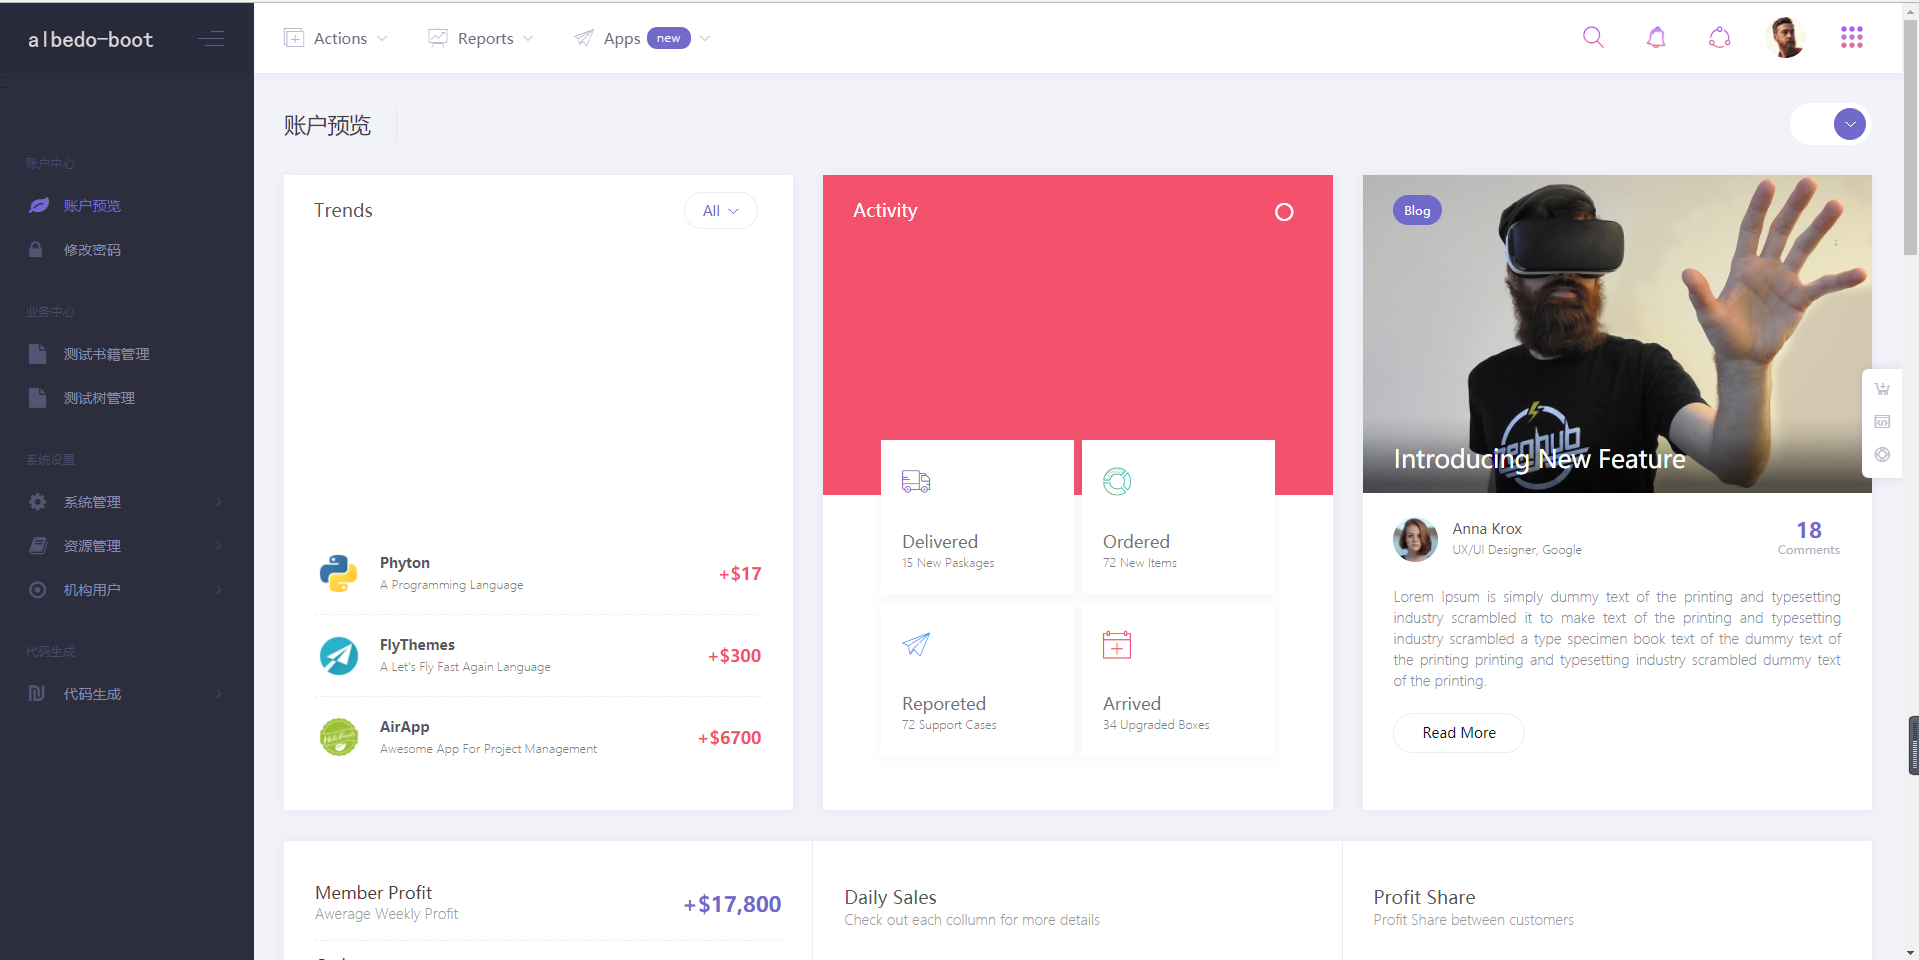 albedo-boot
Actions
Reports
Apps new
账户预览
账户中心
账户预览
修改密码
业务中心
测试书籍管理
测试树管理
系统设置
系统管理
资源管理
机构用户
代码生成
代码生成
Trends
All
Phyton
A Programming Language
+$17
FlyThemes
A Let's Fly Fast Again Language
+$300
AirApp
Awesome App For Project Management
+$6700
Activity
Delivered
15 New Paskages
Ordered
72 New Items
Reporeted
72 Support Cases
Arrived
34 Upgraded Boxes
Blog
Introducing New Feature
Anna Krox
UX/UI Designer, Google
18
Comments
Lorem Ipsum is simply dummy text of the printing and typesetting
industry scrambled it to make text of the printing and typesetting
industry scrambled a type specimen book text of the dummy text of
the printing printing and typesetting industry scrambled dummy text
of the printing.
Read More
Member Profit
Awerage Weekly Profit
+$17,800
Daily Sales
Check out each collumn for more details
Profit Share
Profit Share between customers